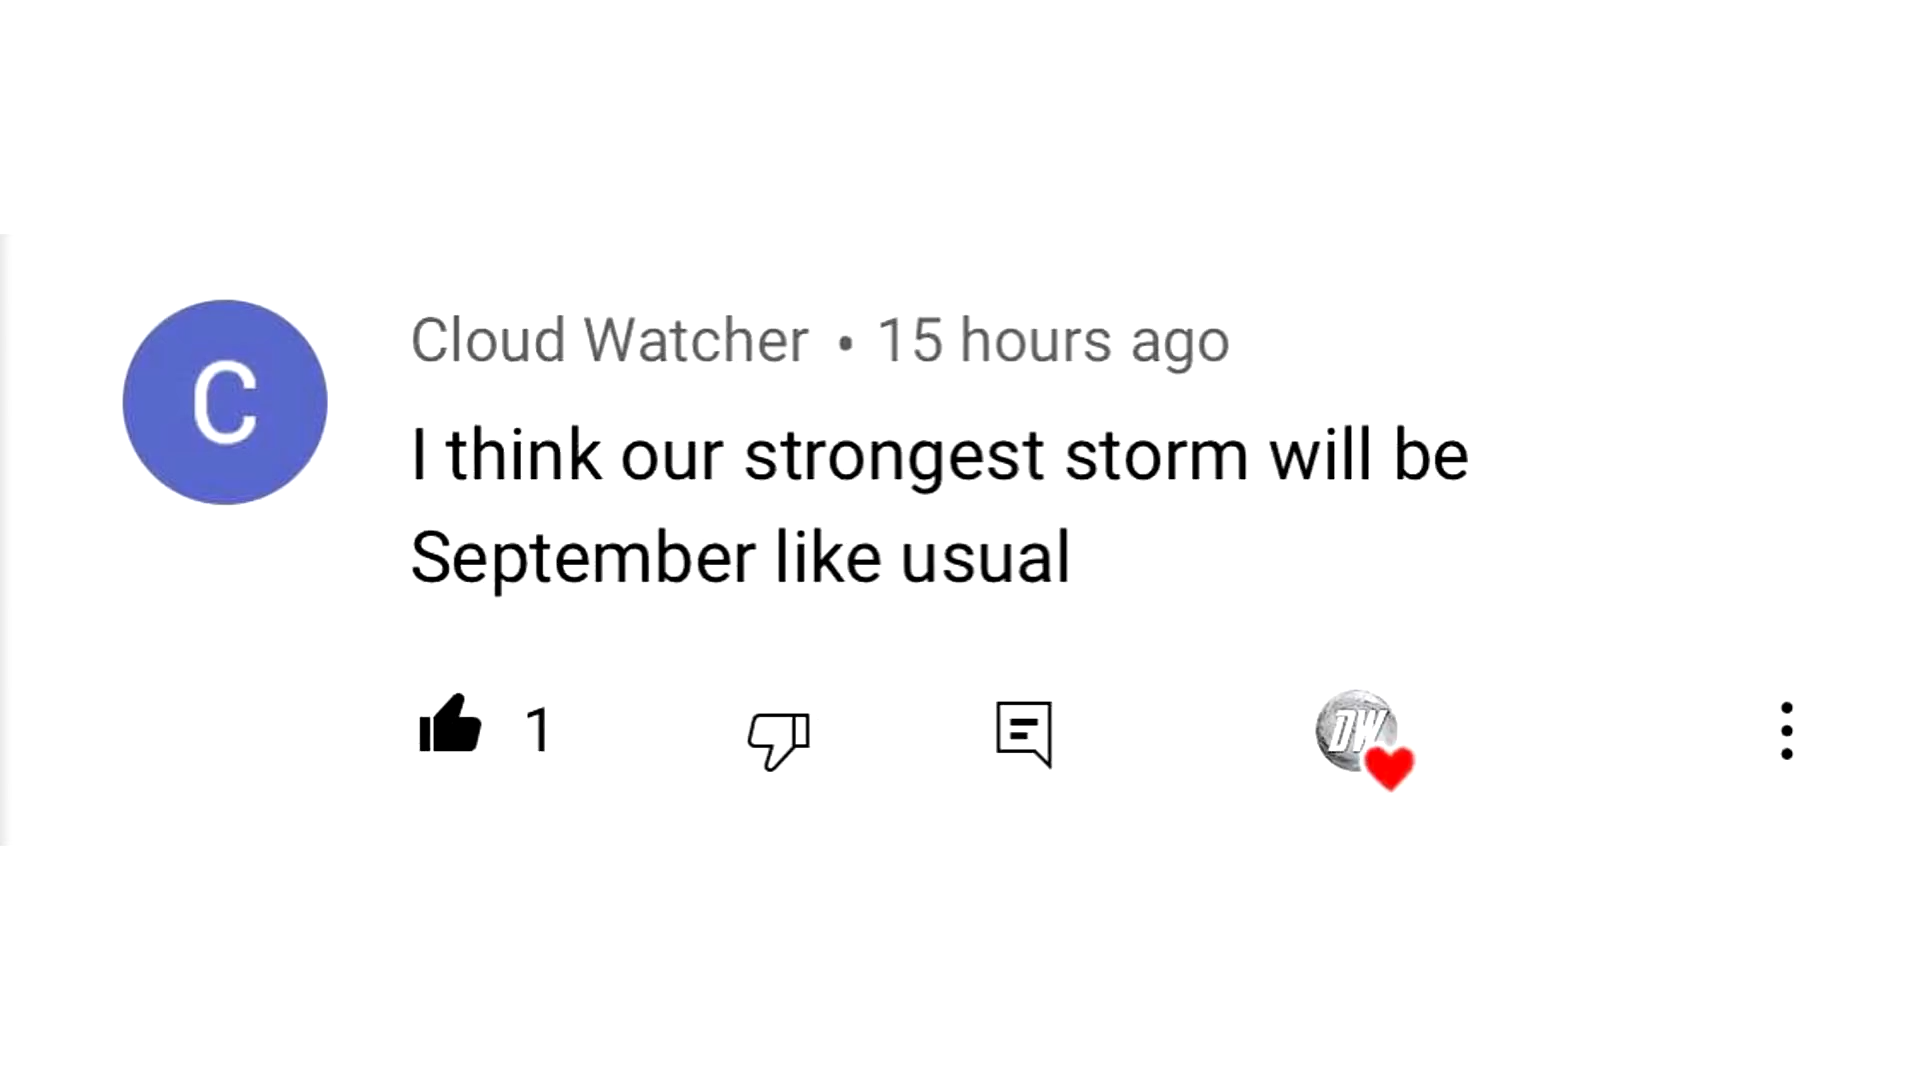 C
Cloud Watcher • 15 hours ago
I think our strongest storm will be
September like usual
1
DW